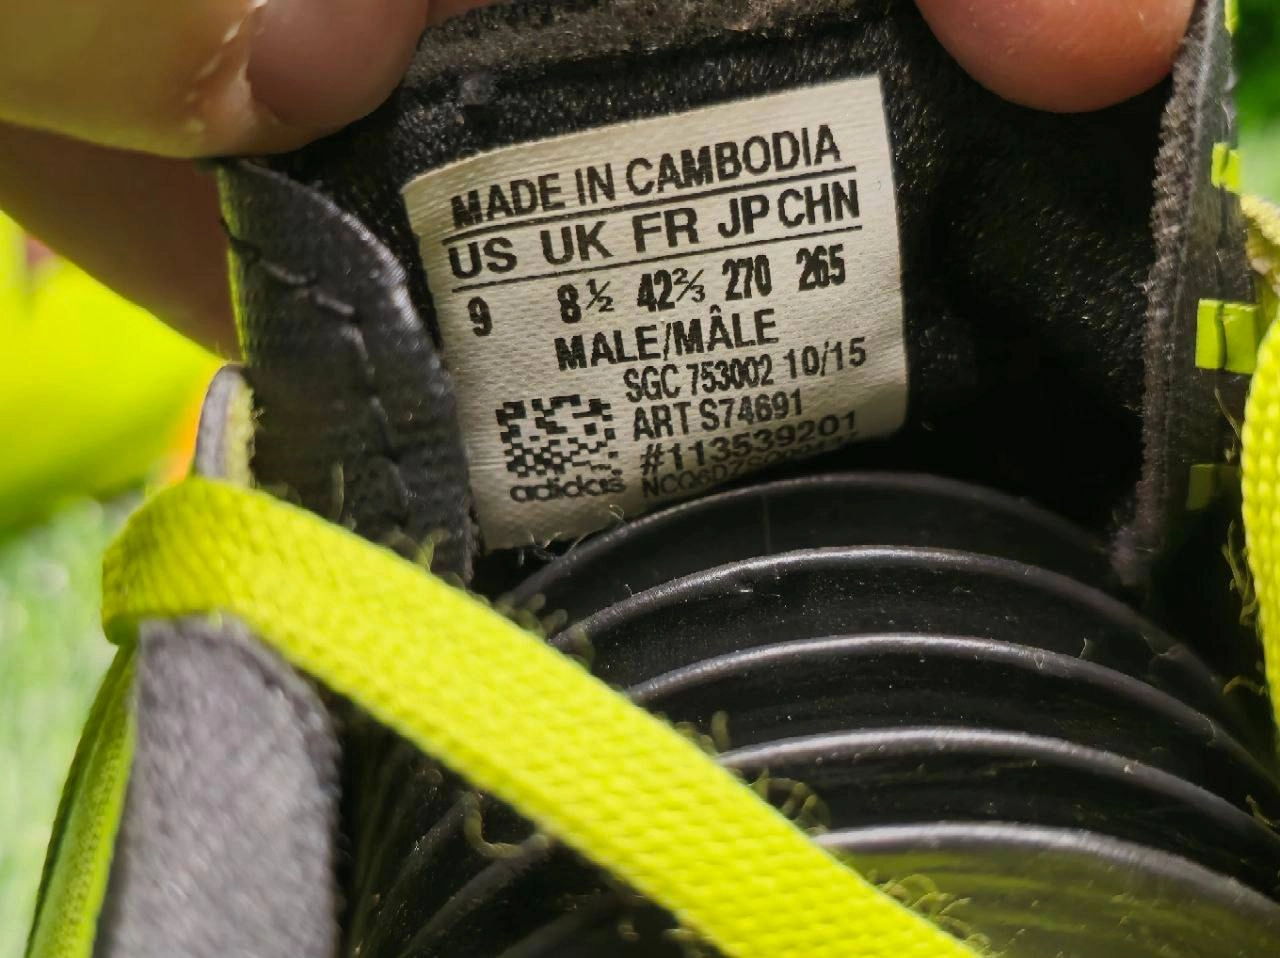 MADE IN CAMBODIA
US UK FR JP CHN
9 8½ 42⅔ 270 265
MALE/MÂLE
SGC 753002 10/15
ART S74691
#113539201
adidas